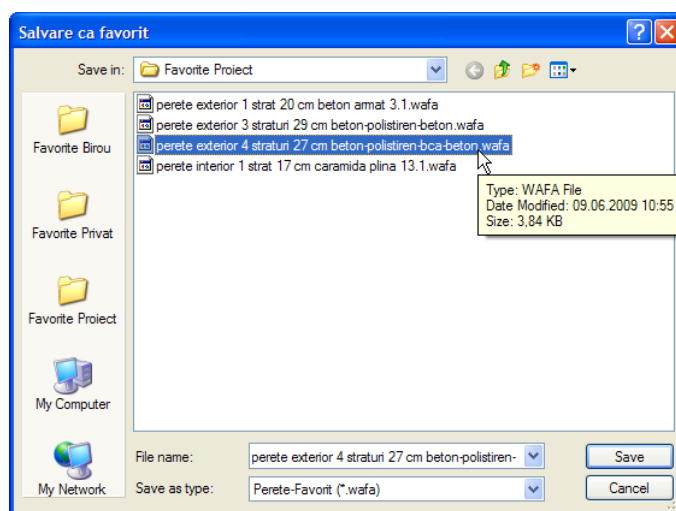 Salvare ca favorit
Save in: Favorite Proiect
perete exterior 1 strat 20 cm beton armat 3.1.wafa
perete exterior 3 straturi 29 cm beton-polistiren-beton.wafa
perete exterior 4 straturi 27 cm beton-polistiren-bca-beton.wafa
perete interior 1 strat 17 cm caramida plina 13.1.wafa
Type: WAFA File
Date Modified: 09.06.2009 10:55
Size: 3,84 KB
Favorite Birou
Favorite Privat
Favorite Proiect
My Computer
My Network
File name: perete exterior 4 straturi 27 cm beton-polistiren- Save
Save as type: Perete-Favorit (*.wafa) Cancel